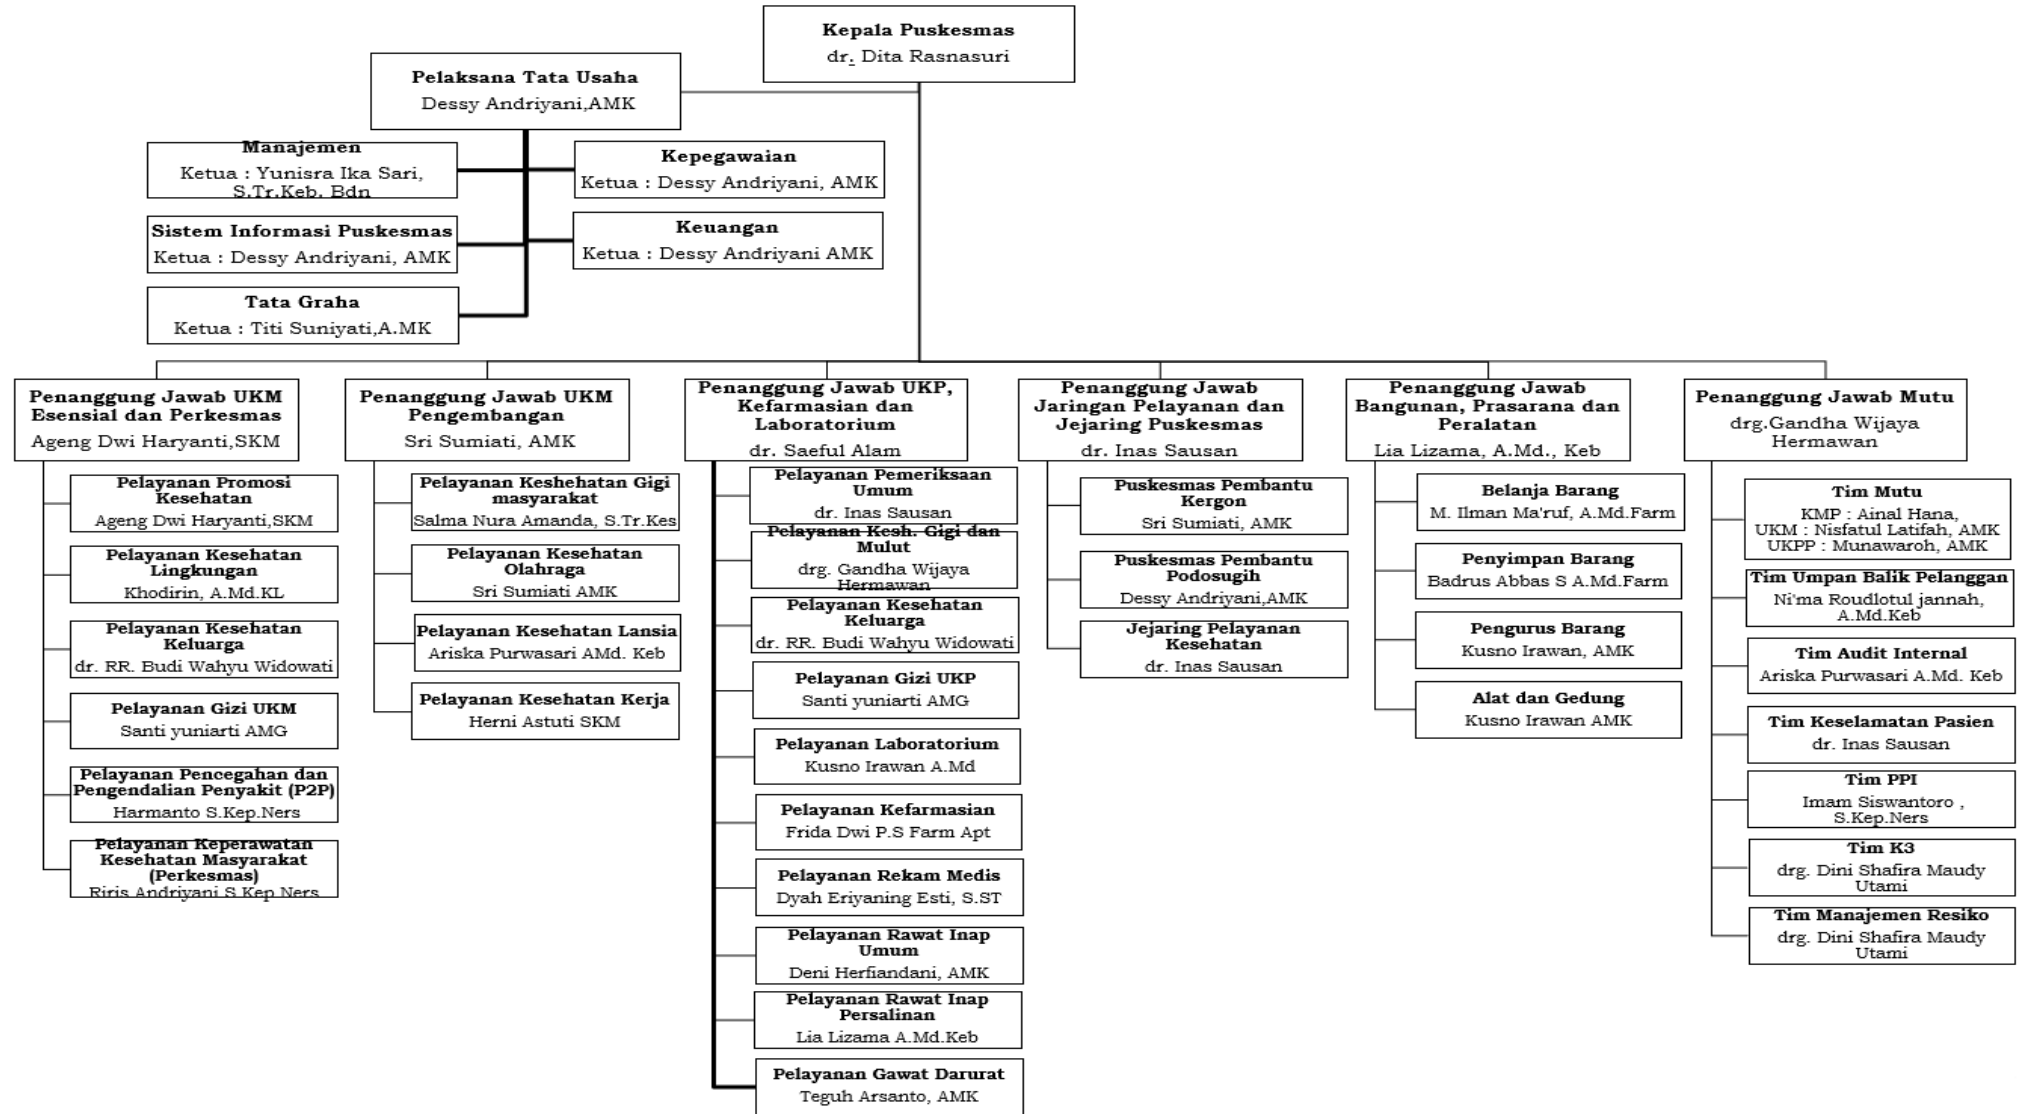 Kepala Puskesmas
dr. Dita Rasnasuri
Pelaksana Tata Usaha
Dessy Andriyani,AMK
Manajemen
Ketua : Yunisra Ika Sari,
S.Tr.Keb. Bdn
Kepegawaian
Ketua : Dessy Andriyani, AMK
Sistem Informasi Puskesmas
Ketua : Dessy Andriyani, AMK
Keuangan
Ketua : Dessy Andriyani AMK
Tata Graha
Ketua : Titi Suniyati,A.MK
Penanggung Jawab UKM
Esensial dan Perkesmas
Ageng Dwi Haryanti,SKM
Pelayanan Promosi
Kesehatan
Ageng Dwi Haryanti,SKM
Pelayanan Kesehatan
Lingkungan
Khodirin, A.Md.KL
Pelayanan Kesehatan
Keluarga
dr. RR. Budi Wahyu Widowati
Pelayanan Gizi UKM
Santi yuniarti AMG
Pelayanan Pencegahan dan
Pengendalian Penyakit (P2P)
Harmanto S.Kep.Ners
Pelayanan Keperawatan
Kesehatan Masyarakat
(Perkesmas)
Riris Andriyani S.Kep.Ners
Penanggung Jawab UKM
Pengembangan
Sri Sumiati, AMK
Pelayanan Keshehatan Gigi
masyarakat
Salma Nura Amanda, S.Tr.Kes
Pelayanan Kesehatan
Olahraga
Sri Sumiati AMK
Pelayanan Kesehatan Lansia
Ariska Purwasari AMd. Keb
Pelayanan Kesehatan Kerja
Herni Astuti SKM
Penanggung Jawab UKP,
Kefarmasian dan
Laboratorium
dr. Saeful Alam
Pelayanan Pemeriksaan
Umum
dr. Inas Sausan
Pelayanan Kesh. Gigi dan
Mulut
drg. Gandha Wijaya
Hermawan
Pelayanan Kesehatan
Keluarga
dr. RR. Budi Wahyu Widowati
Pelayanan Gizi UKP
Santi yuniarti AMG
Pelayanan Laboratorium
Kusno Irawan A.Md
Pelayanan Kefarmasian
Frida Dwi P.S Farm Apt
Pelayanan Rekam Medis
Dyah Eriyaning Esti, S.ST
Pelayanan Rawat Inap
Umum
Deni Herfiandani, AMK
Pelayanan Rawat Inap
Persalinan
Lia Lizama A.Md.Keb
Pelayanan Gawat Darurat
Teguh Arsanto, AMK
Penanggung Jawab
Jaringan Pelayanan dan
Jejaring Puskesmas
dr. Inas Sausan
Puskesmas Pembantu
Kergon
Sri Sumiati, AMK
Puskesmas Pembantu
Podosugih
Dessy Andriyani,AMK
Jejaring Pelayanan
Kesehatan
dr. Inas Sausan
Penanggung Jawab
Bangunan, Prasarana dan
Peralatan
Lia Lizama, A.Md., Keb
Belanja Barang
M. Ilman Ma'ruf, A.Md.Farm
Penyimpan Barang
Badrus Abbas S A.Md.Farm
Pengurus Barang
Kusno Irawan, AMK
Alat dan Gedung
Kusno Irawan AMK
Penanggung Jawab Mutu
drg.Gandha Wijaya
Hermawan
Tim Mutu
KMP : Ainal Hana,
UKM : Nisfatul Latifah, AMK
UKPP : Munawaroh, AMK
Tim Umpan Balik Pelanggan
Ni'ma Roudlotul jannah,
A.Md.Keb
Tim Audit Internal
Ariska Purwasari A.Md. Keb
Tim Keselamatan Pasien
dr. Inas Sausan
Tim PPI
Imam Siswantoro ,
S.Kep.Ners
Tim K3
drg. Dini Shafira Maudy
Utami
Tim Manajemen Resiko
drg. Dini Shafira Maudy
Utami